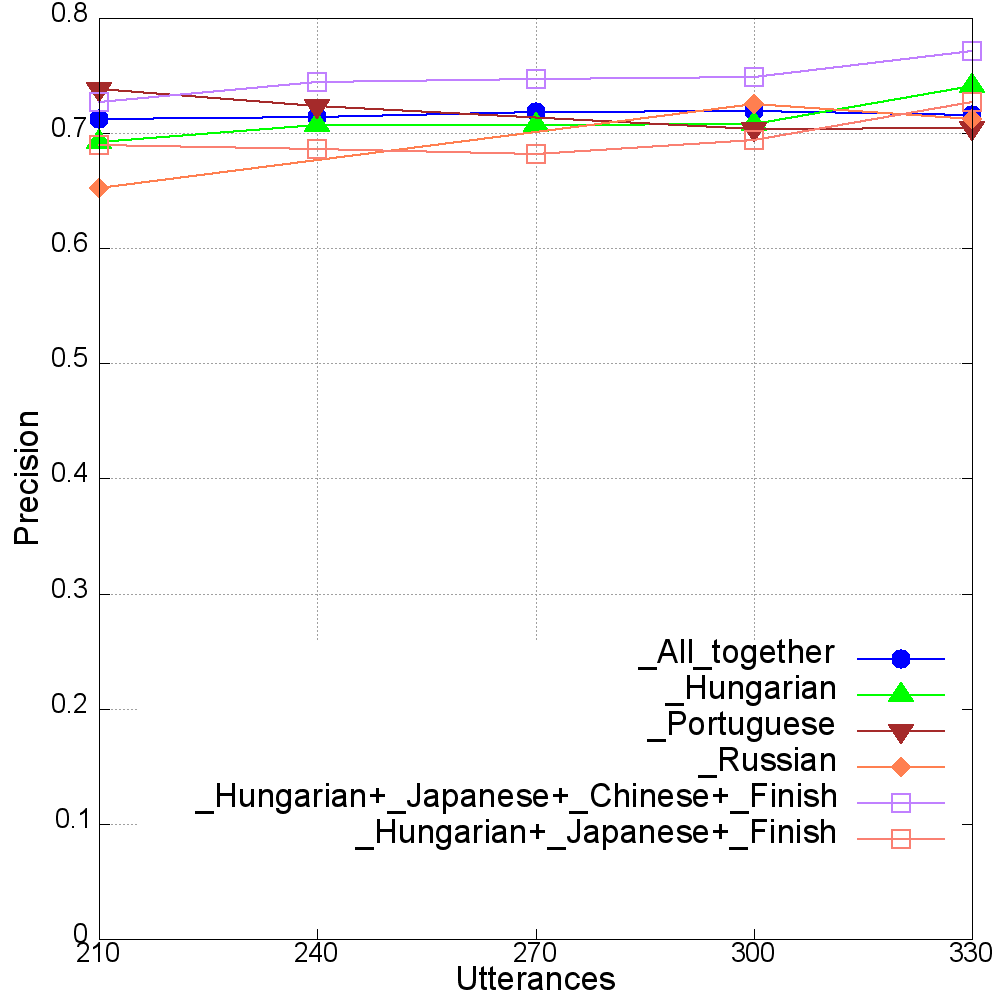 0.8
0.7
0.6
0.5
0.4
0.3
0.2
0.1
0
Precision
_All_together
_Hungarian
_Portuguese
_Russian
_Hungarian+_Japanese+_Chinese+_Finish
_Hungarian+_Japanese+_Finish
210 240 270 300 330
Utterances